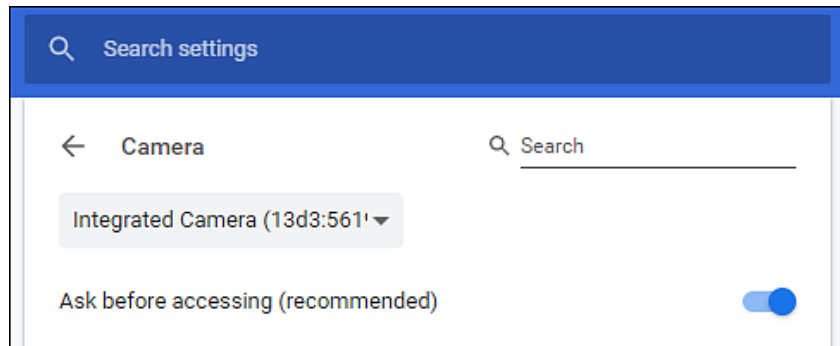 Search settings
Camera
Search
Integrated Camera (13d3:561
Ask before accessing (recommended)